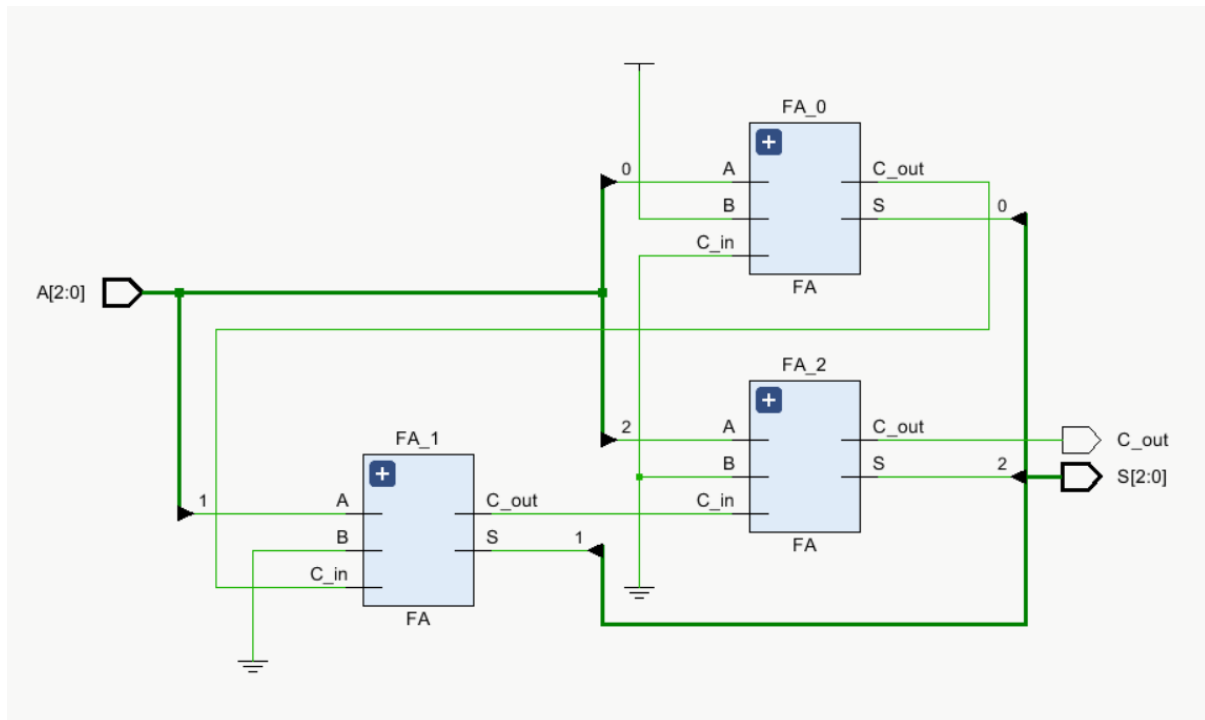 FA_0
0
A
C_out
B
S
0
C_in
FA
A[2:0]
FA_2
2
A
C_out
C_out
B
S
2
S[2:0]
C_in
FA
FA_1
1
A
C_out
B
S
1
C_in
FA